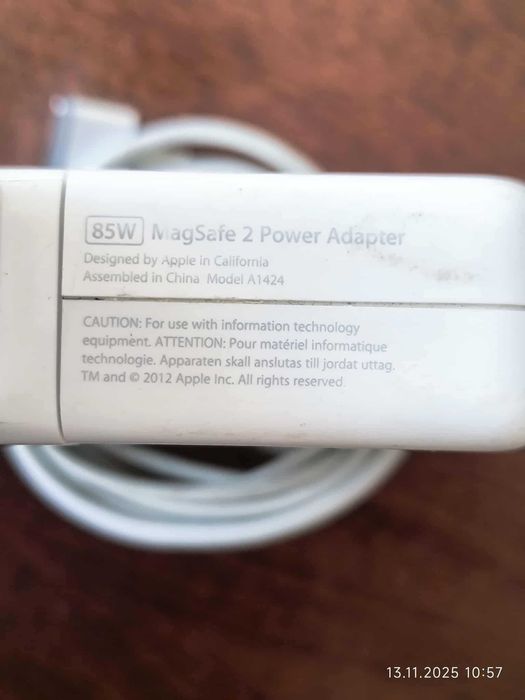 85W MagSafe 2 Power Adapter
Designed by Apple in California
Assembled in China Model A1424
CAUTION: For use with information technology
equipment. ATTENTION: Pour matériel informatique
technologie. Apparaten skall anslutas till jordat uttag.
TM and © 2012 Apple Inc. All rights reserved.
13.11.2025 10:57